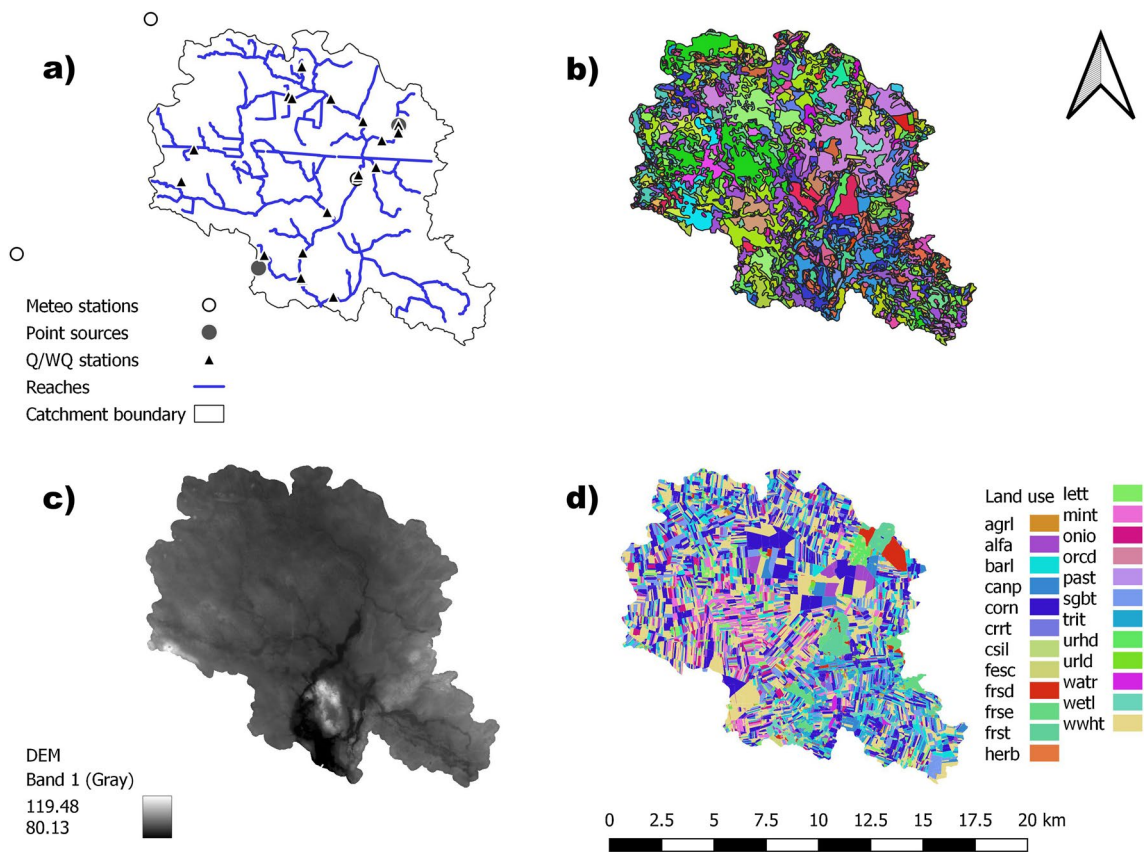 a)
b)
Meteo stations
Point sources
Q/WQ stations
Reaches
Catchment boundary
c)
DEM
Band 1 (Gray)
119.48
80.13
d)
Land use
agrl
alfa
barl
canp
corn
crrt
csil
fesc
frsd
frse
frst
herb
lett
mint
onio
orcd
past
sgbt
trit
urhd
urld
watr
wetl
wwht
0 2.5 5 7.5 10 12.5 15 17.5 20 km